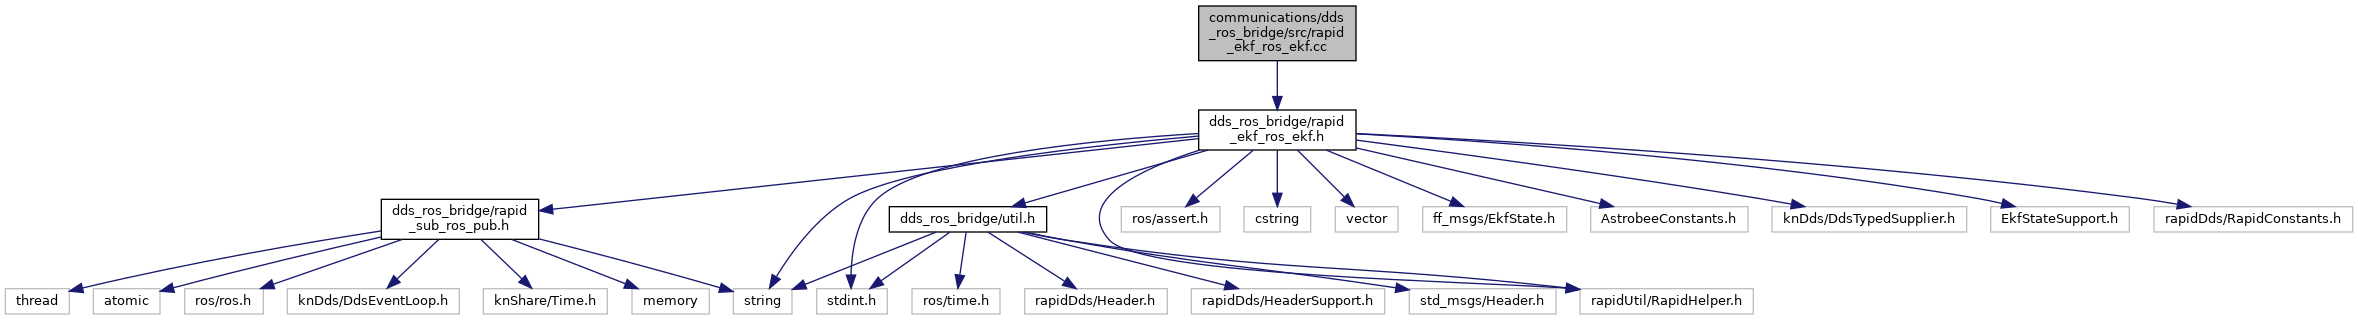 communications/dds
_ros_bridge/src/rapid
_ekf_ros_ekf.cc
dds_ros_bridge/rapid
_ekf_ros_ekf.h
dds_ros_bridge/rapid
_sub_ros_pub.h
dds_ros_bridge/util.h
ros/assert.h
cstring
vector
ff_msgs/EkfState.h
AstrobeeConstants.h
knDds/DdsTypedSupplier.h
EkfStateSupport.h
rapidDds/RapidConstants.h
thread
atomic
ros/ros.h
knDds/DdsEventLoop.h
knShare/Time.h
memory
string
stdint.h
ros/time.h
rapidDds/Header.h
rapidDds/HeaderSupport.h
std_msgs/Header.h
rapidUtil/RapidHelper.h